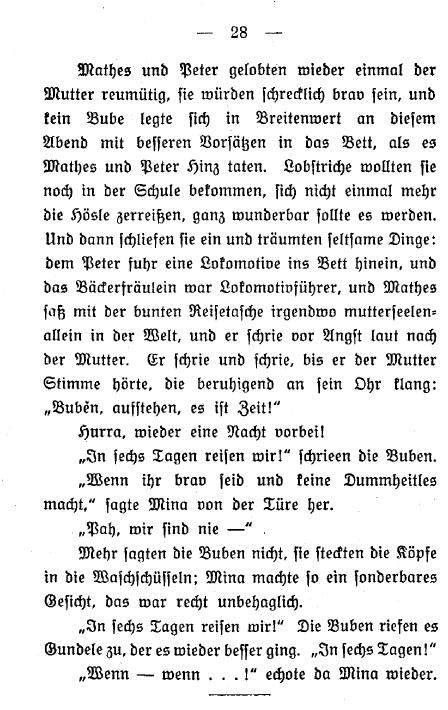 — 28 —
Mathes und Peter gelobten wieder einmal der
Mutter reumütig, sie würden schrecklich brav sein, und
kein Bube legte sich in Breitenwert an diesem
Abend mit besseren Vorsätzen in das Bett, als es
Mathes und Peter Hinz taten. Lobstriche wollten sie
noch in der Schule bekommen, sich nicht einmal mehr
die Hösle zerreißen, ganz wunderbar sollte es werden.
Und dann schliefen sie ein und träumten seltsame Dinge:
dem Peter fuhr eine Lokomotive ins Bett hinein, und
das Bäckerfräulein war Lokomotivführer, und Mathes
saß mit der bunten Reisetasche irgendwo mutterseelen-
allein in der Welt, und er schrie vor Angst laut nach
der Mutter. Er schrie und schrie, bis er der Mutter
Stimme hörte, die beruhigend an sein Ohr klang:
„Buben, aufstehen, es ist Zeit!“
Hurra, wieder eine Nacht vorbei!
„In sechs Tagen reisen wir!“ schrieen die Buben.
„Wenn ihr brav seid und keine Dummheitles
macht,“ sagte Mina von der Türe her.
„Pah, wir sind nie —“
Mehr sagten die Buben nicht, sie steckten die Köpfe
in die Waschschüsseln; Mina machte so ein sonderbares
Gesicht, das war recht unbehaglich.
„In sechs Tagen reisen wir!“ Die Buben riefen es
Gundele zu, der es wieder besser ging. „In sechs Tagen!“
„Wenn — wenn . . . !“ echote da Mina wieder.